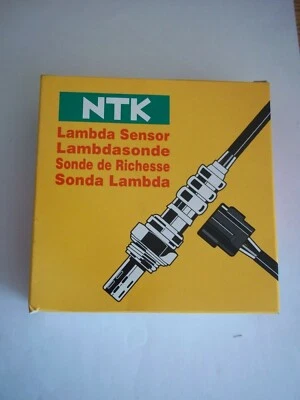 NTK
Lambda Sensor
Lambdasonde
Sonde de Richesse
Sonda Lambda